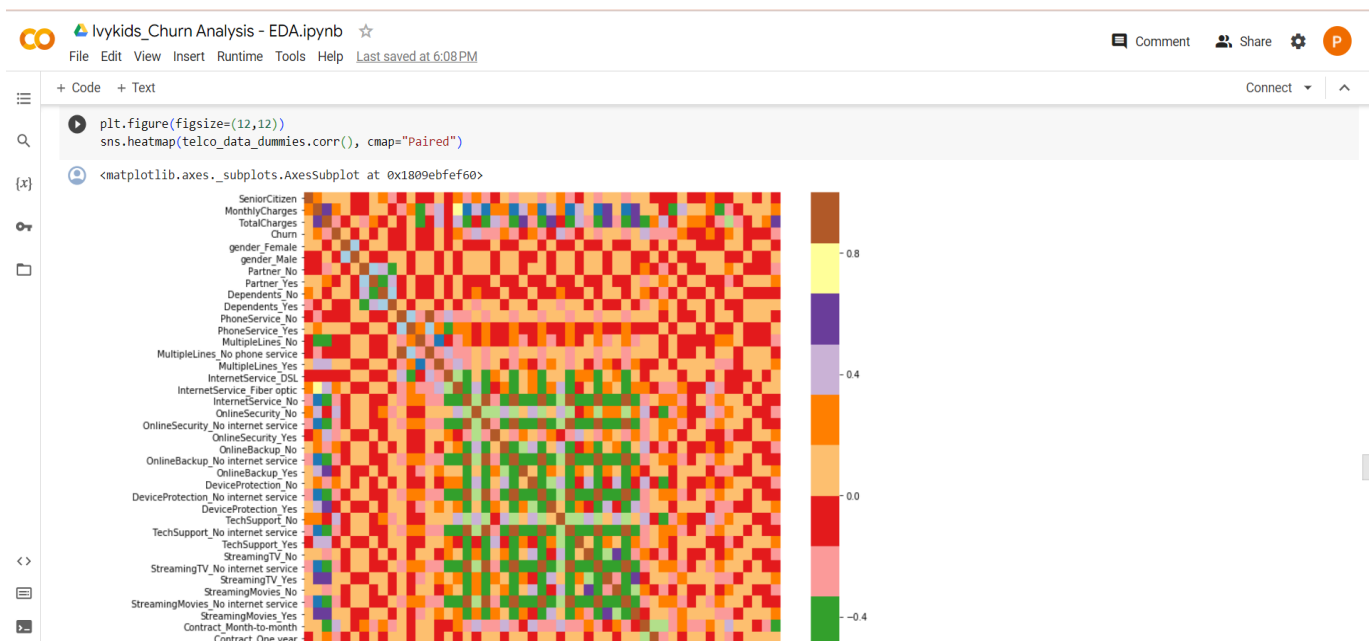 CO
Ivykids_Churn Analysis - EDA.ipynb
Comment
Share
P
File Edit View Insert Runtime Tools Help Last saved at 6:08 PM
+ Code + Text
Connect
plt.figure(figsize=(12,12))
sns.heatmap(telco_data_dummies.corr(), cmap="Paired")
{x}
<matplotlib.axes._subplots.AxesSubplot at 0x1809ebfef60>
SeniorCitizen
MonthlyCharges
TotalCharges
Churn
gender_Female
gender_Male
Partner_No
Partner_Yes
Dependents_No
Dependents_Yes
PhoneService_No
PhoneService_Yes
MultipleLines_No
MultipleLines_No phone service
MultipleLines_Yes
InternetService_DSL
InternetService_Fiber optic
InternetService_No
OnlineSecurity_No
OnlineSecurity_No internet service
OnlineSecurity_Yes
OnlineBackup_No
OnlineBackup_No internet service
OnlineBackup_Yes
DeviceProtection_No
DeviceProtection_No internet service
DeviceProtection_Yes
TechSupport_No
TechSupport_No internet service
TechSupport_Yes
StreamingTV_No
StreamingTV_No internet service
StreamingTV_Yes
StreamingMovies_No
StreamingMovies_No internet service
StreamingMovies_Yes
Contract_Month-to-month
Contract_One year
0.8
0.4
0.0
−0.4